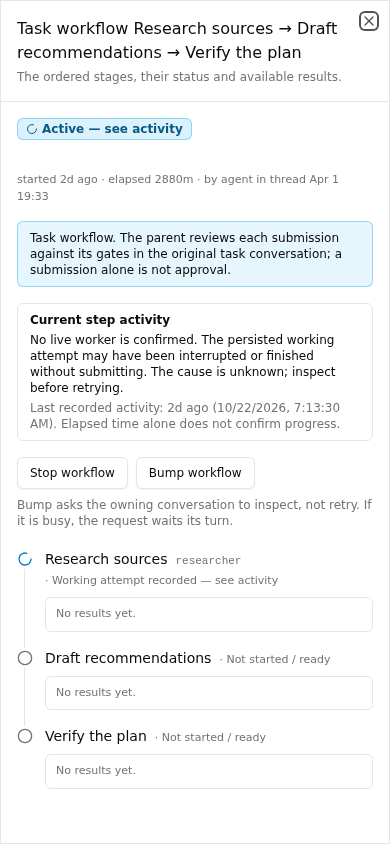 Task workflow Research sources → Draft
recommendations → Verify the plan
The ordered stages, their status and available results.
Active — see activity
started 2d ago · elapsed 2880m · by agent in thread Apr 1
19:33
Task workflow. The parent reviews each submission
against its gates in the original task conversation; a
submission alone is not approval.
Current step activity
No live worker is confirmed. The persisted working
attempt may have been interrupted or finished
without submitting. The cause is unknown; inspect
before retrying.
Last recorded activity: 2d ago (10/22/2026, 7:13:30
AM). Elapsed time alone does not confirm progress.
Stop workflow Bump workflow
Bump asks the owning conversation to inspect, not retry. If
it is busy, the request waits its turn.
Research sources researcher
· Working attempt recorded — see activity
No results yet.
Draft recommendations · Not started / ready
No results yet.
Verify the plan · Not started / ready
No results yet.